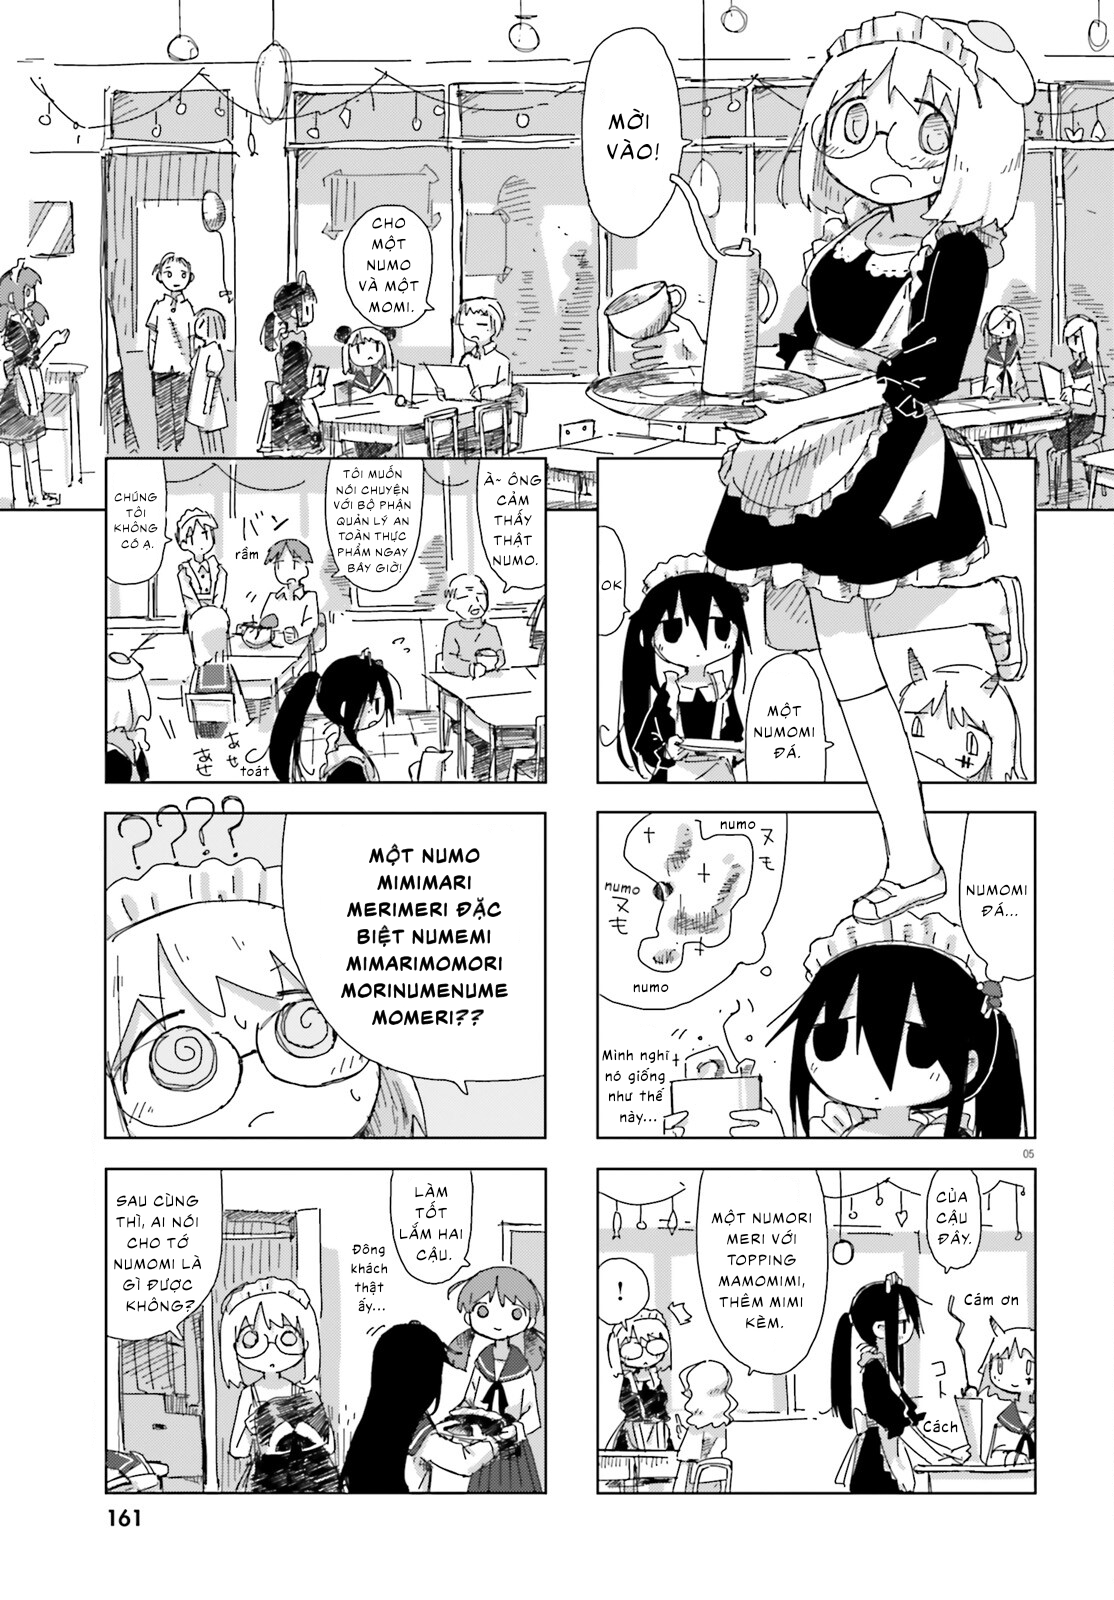 MỜI
VÀO!
CHO
MỘT
NUMO
VÀ MỘT
MOMI.
OK
MỘT
NUMOMI
ĐÁ.
NUMOMI
ĐÁ...
numo
ヌモ
numo
ヌモ
numo
Mình nghĩ
nó giống
như thế
này...
05
CỦA
CẬU
ĐÂY.
MỘT NUMORI
MERI VỚI
TOPPING
MAMOMIMI,
THÊM MIMI
KÈM.
!
Cám ơn
コト
Cách
À~ ÔNG
CẢM
THẤY
THẬT
NUMO.
TÔI MUỐN
NÓI CHUYỆN
VỚI BỘ PHẬN
QUẢN LÝ AN
TOÀN THỰC
PHẨM NGAY
BÂY GIỜ!
バン
rầm
CHÚNG
TÔI
KHÔNG
CÓ Ạ.
あせ
あせ
toát
????
MỘT NUMO
MIMIMARI
MERIMERI ĐẶC
BIỆT NUMEMI
MIMARIMOMORI
MORINUMENUME
MOMERI??
LÀM
TỐT
LẮM HAI
CẬU.
Đông
khách
thật
ấy...
SAU CÙNG
THÌ, AI NÓI
CHO TỚ
NUMOMI LÀ
GÌ ĐƯỢC
KHÔNG?
161